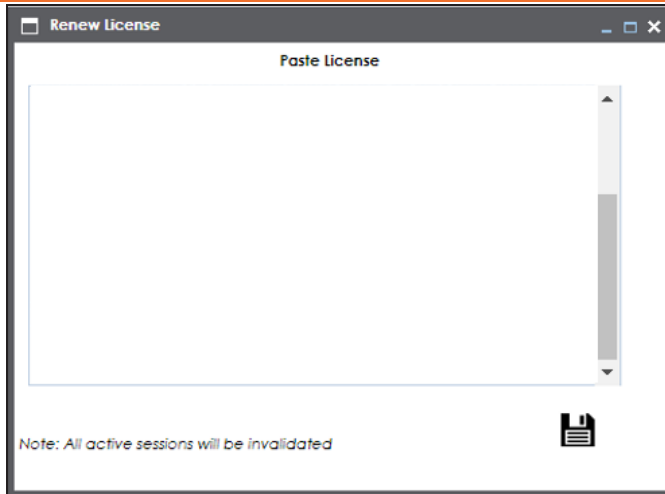 Renew License
Paste License
Note: All active sessions will be invalidated